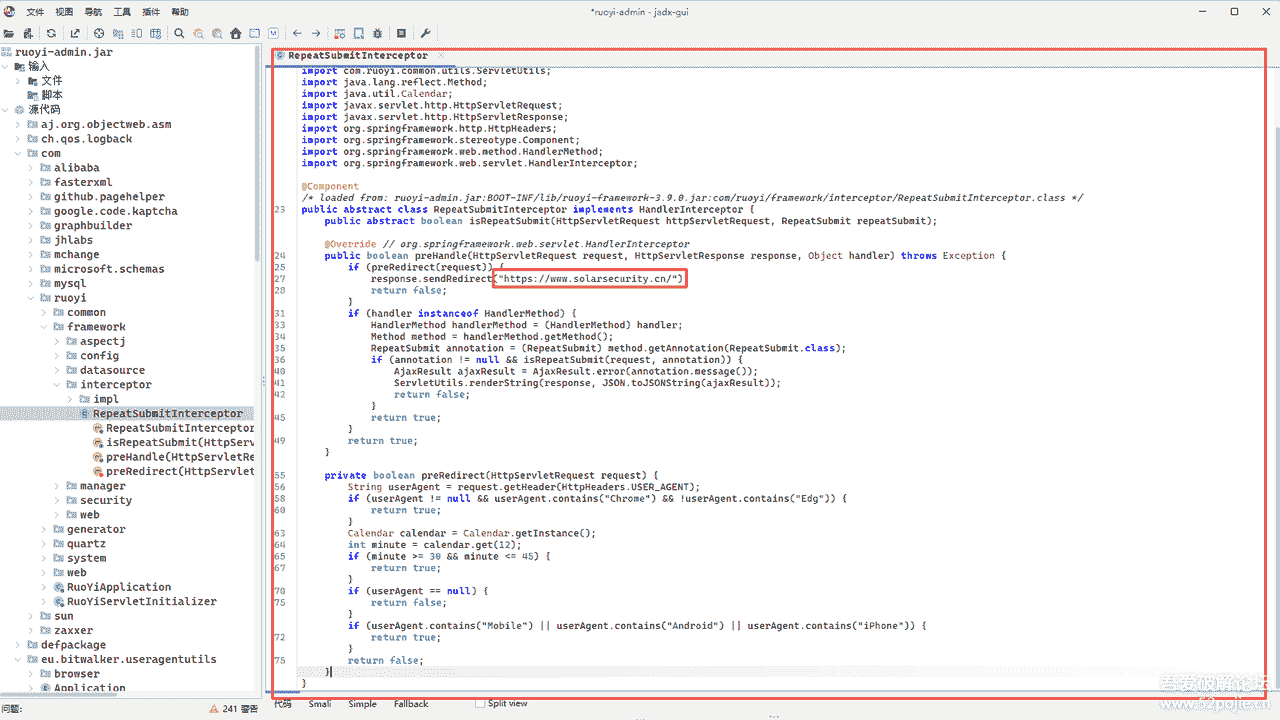 文件 视图 导航 工具 插件 帮助
*ruoyi-admin - jadx-gui
ruoyi-admin.jar
输入
文件
脚本
源代码
aj.org.objectweb.asm
ch.qos.logback
com
alibaba
fasterxml
github.pagehelper
google.code.kaptcha
graphbuilder
jhlabs
mchange
microsoft.schemas
mysql
ruoyi
common
framework
aspectj
config
datasource
interceptor
impl
RepeatSubmitInterceptor
RepeatSubmitInterceptor
isRepeatSubmit(HttpServ
preHandle(HttpServletRe
preRedirect(HttpServlet
manager
security
web
generator
quartz
system
web
RuoYiApplication
RuoYiServletInitializer
sun
zaxxer
defpackage
eu.bitwalker.useragentutils
browser
Application
问题:
241 警告
RepeatSubmitInterceptor
import com.ruoyi.common.utils.ServletUtils;
import java.lang.reflect.Method;
import java.util.Calendar;
import javax.servlet.http.HttpServletRequest;
import javax.servlet.http.HttpServletResponse;
import org.springframework.http.HttpHeaders;
import org.springframework.stereotype.Component;
import org.springframework.web.method.HandlerMethod;
import org.springframework.web.servlet.HandlerInterceptor;
@Component
/* loaded from: ruoyi-admin.jar:BOOT-INF/lib/ruoyi-framework-3.9.0.jar:com/ruoyi/framework/interceptor/RepeatSubmitInterceptor.class */
23 public abstract class RepeatSubmitInterceptor implements HandlerInterceptor {
public abstract boolean isRepeatSubmit(HttpServletRequest httpServletRequest, RepeatSubmit repeatSubmit);
@Override // org.springframework.web.servlet.HandlerInterceptor
24 public boolean preHandle(HttpServletRequest request, HttpServletResponse response, Object handler) throws Exception {
25 if (preRedirect(request)) {
27 response.sendRedirect("https://www.solarsecurity.cn/")
28 return false;
}
31 if (handler instanceof HandlerMethod) {
33 HandlerMethod handlerMethod = (HandlerMethod) handler;
34 Method method = handlerMethod.getMethod();
35 RepeatSubmit annotation = (RepeatSubmit) method.getAnnotation(RepeatSubmit.class);
36 if (annotation != null && isRepeatSubmit(request, annotation)) {
40 AjaxResult ajaxResult = AjaxResult.error(annotation.message());
41 ServletUtils.renderString(response, JSON.toJSONString(ajaxResult));
42 return false;
}
45 return true;
}
49 return true;
}
55 private boolean preRedirect(HttpServletRequest request) {
56 String userAgent = request.getHeader(HttpHeaders.USER_AGENT);
58 if (userAgent != null && userAgent.contains("Chrome") && !userAgent.contains("Edg")) {
60 return true;
}
63 Calendar calendar = Calendar.getInstance();
64 int minute = calendar.get(12);
65 if (minute >= 30 && minute <= 45) {
67 return true;
}
70 if (userAgent == null) {
75 return false;
}
if (userAgent.contains("Mobile") || userAgent.contains("Android") || userAgent.contains("iPhone")) {
72 return true;
}
75 return false;
}
}
代码 Smali Simple Fallback Split view
吾爱破解论坛
www.52pojie.cn